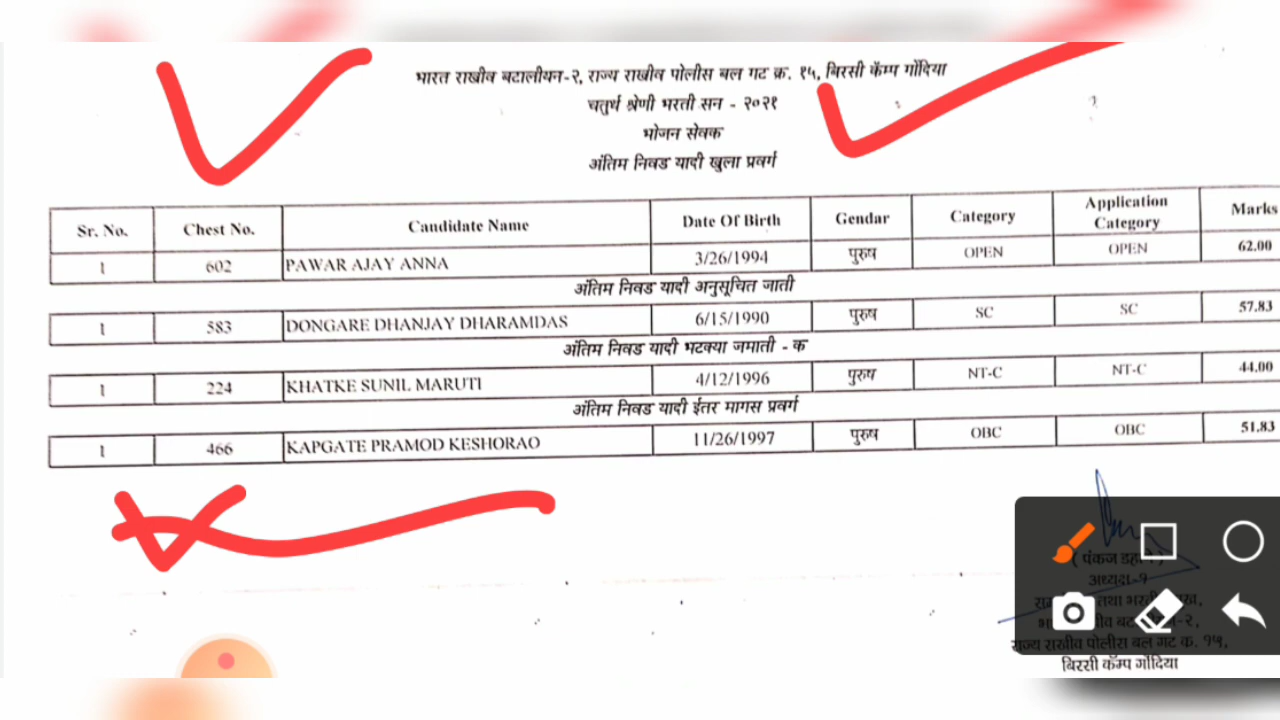 भारत राखीव बटालीयन-२, राज्य राखीव पोलीस बल गट क्र. १५, बिरसी कॅम्प गोंदिया
चतुर्थ श्रेणी भरती सन - २०२१
भोजन सेवक
अंतिम निवड यादी खुला प्रवर्ग
Sr. No. Chest No. Candidate Name Date Of Birth Gendar Category Application Category Marks
1 602 PAWAR AJAY ANNA 3/26/1994 पुरुष OPEN OPEN 62.00
अंतिम निवड यादी अनुसूचित जाती
1 583 DONGARE DHANJAY DHARAMDAS 6/15/1990 पुरुष SC SC 57.83
अंतिम निवड यादी भटक्या जमाती - क
1 224 KHATKE SUNIL MARUTI 4/12/1996 पुरुष NT-C NT-C 44.00
अंतिम निवड यादी ईतर मागस प्रवर्ग
1 466 KAPGATE PRAMOD KESHORAO 11/26/1997 पुरुष OBC OBC 51.83
( पंकज
अध्यक्ष-१
तथा
राज्य राखीव पोलीस बल गट क. १५,
बिरसी कॅम्प गोंदिया